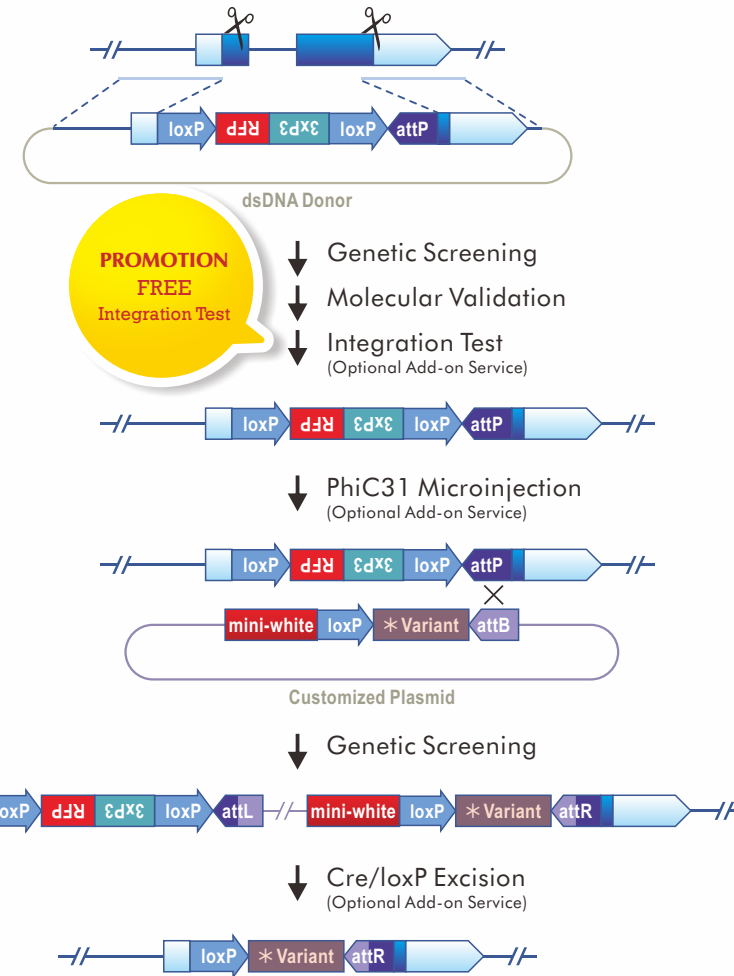 loxP RFP 3xP3 loxP attP
dsDNA Donor
PROMOTION
FREE
Integration Test
Genetic Screening
Molecular Validation
Integration Test
(Optional Add-on Service)
loxP RFP 3xP3 loxP attP
PhiC31 Microinjection
(Optional Add-on Service)
loxP RFP 3xP3 loxP attP
mini-white loxP * Variant attB
Customized Plasmid
Genetic Screening
oxP RFP 3xP3 loxP attL mini-white loxP * Variant attR
Cre/loxP Excision
(Optional Add-on Service)
loxP * Variant attR